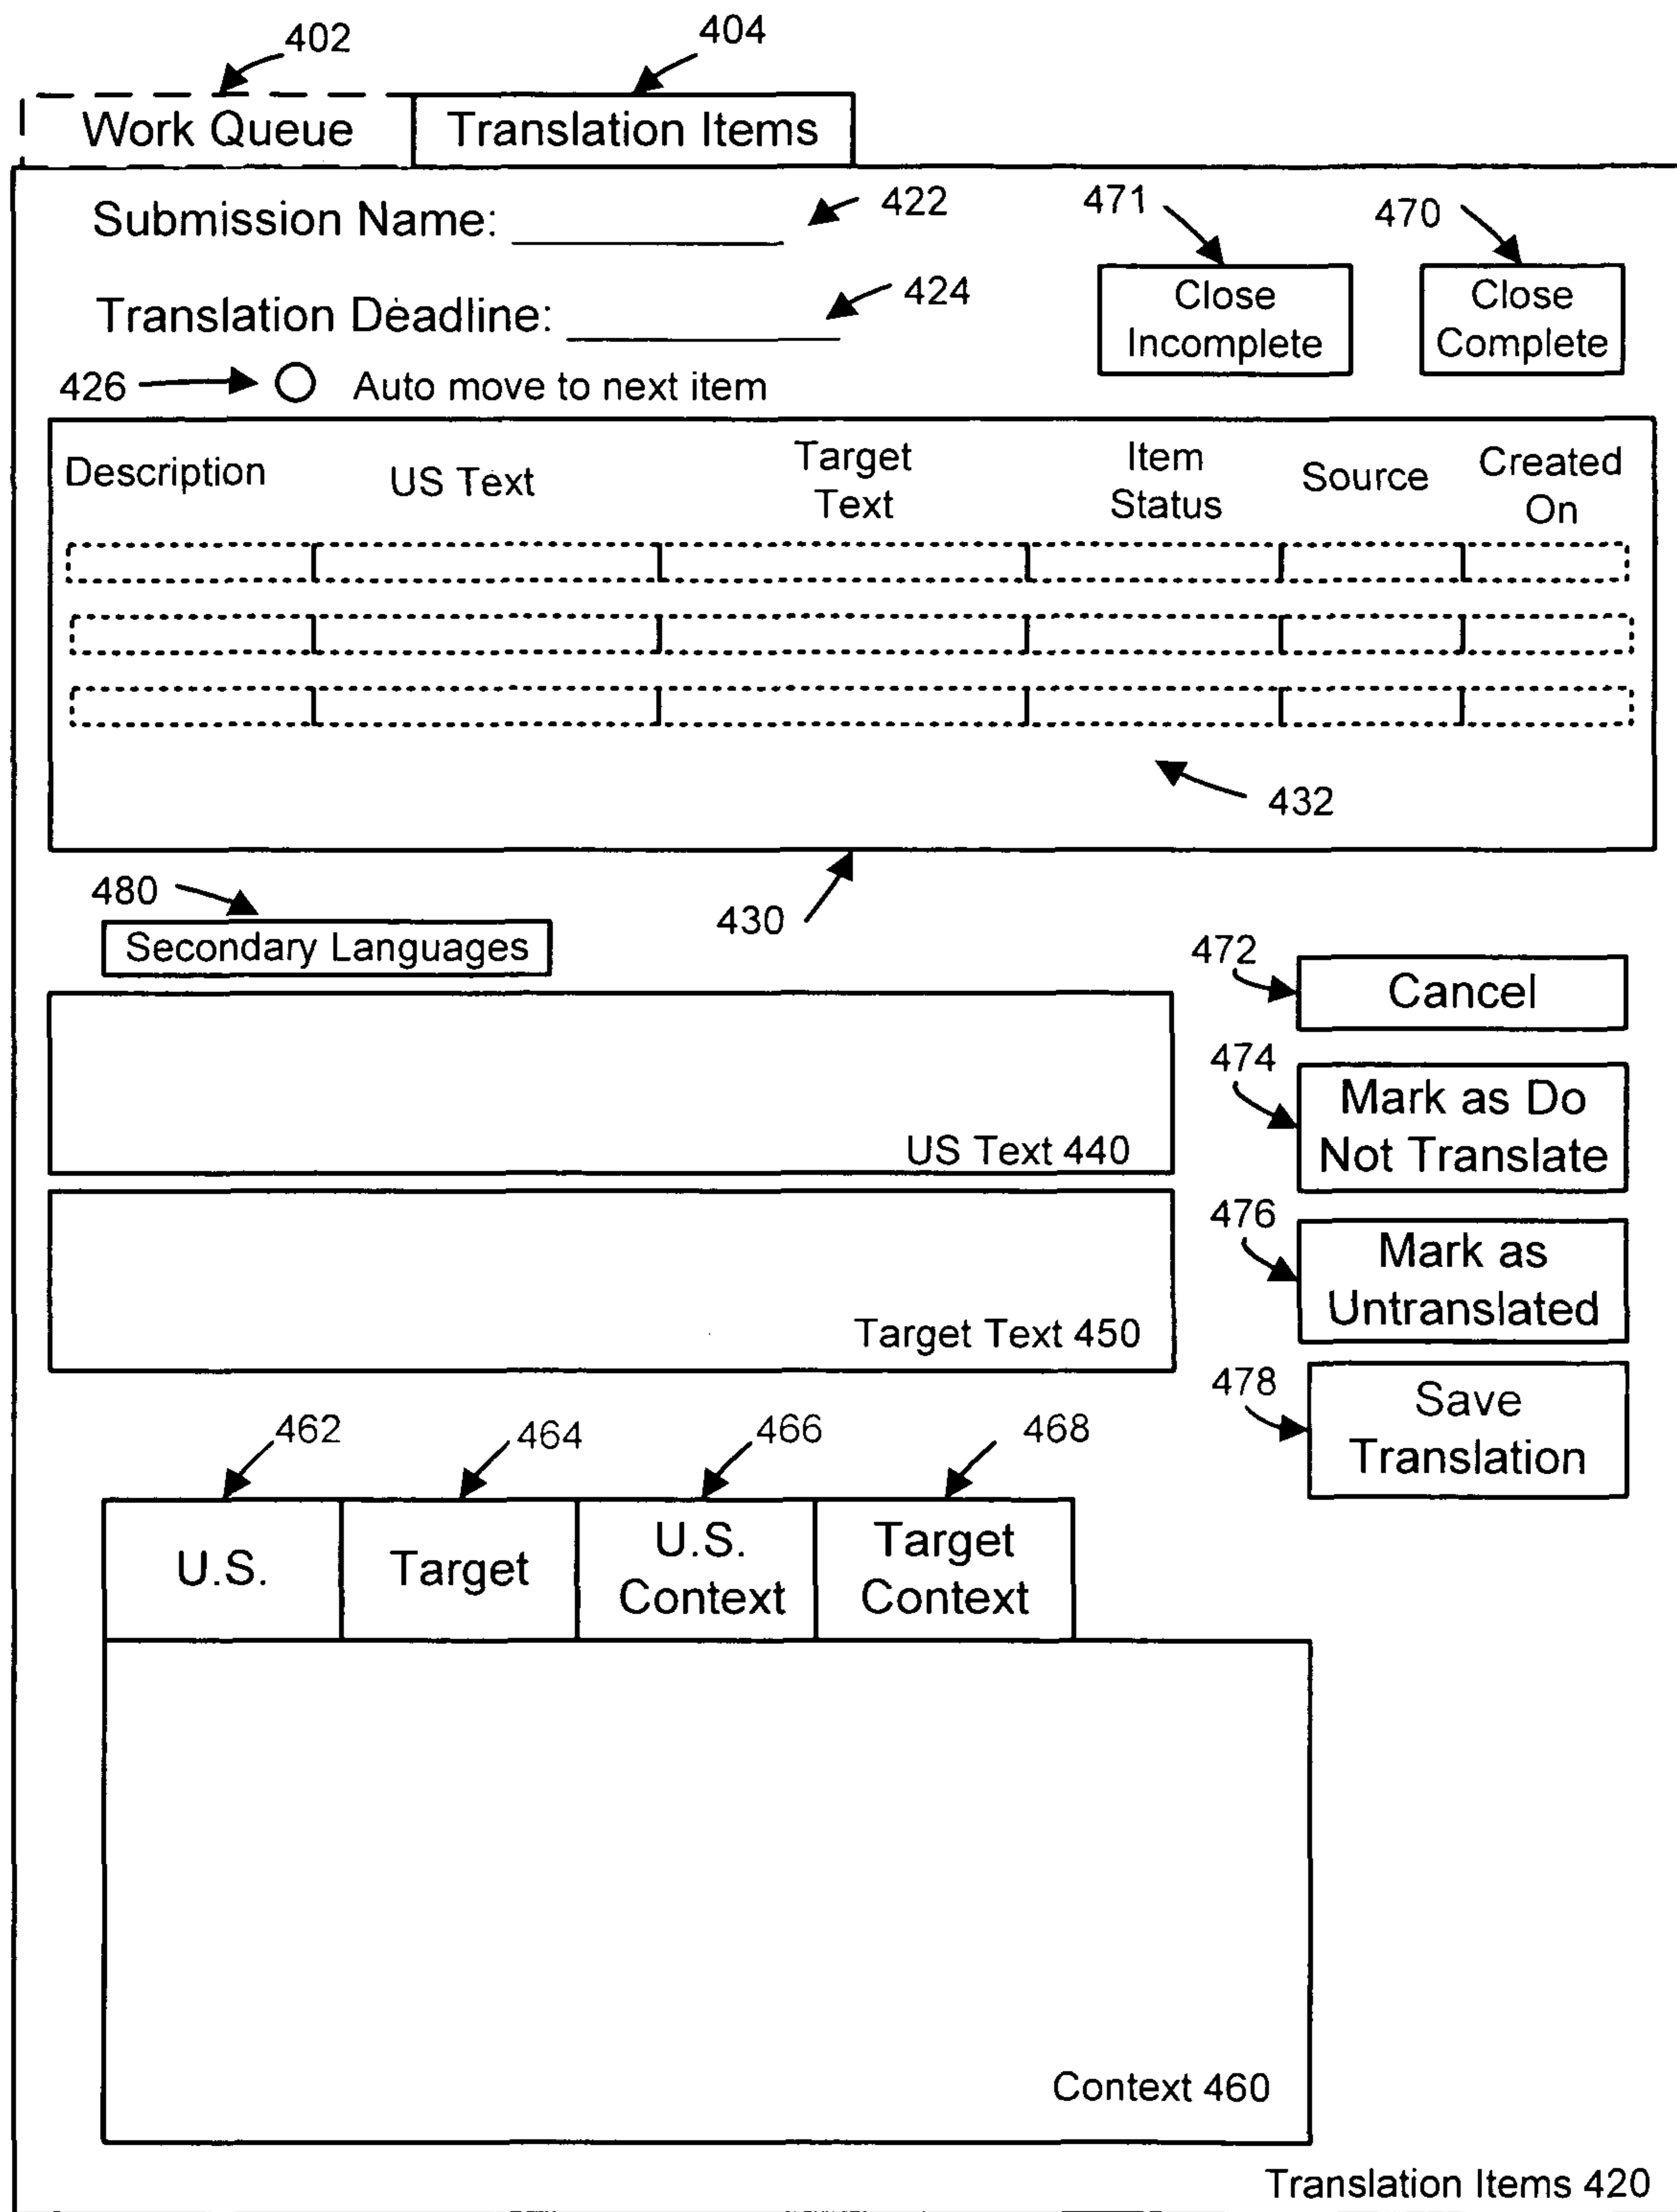 402
404
Work Queue
Translation Items
Submission Name:
422
471
470
Translation Deadline:
424
Close
Incomplete
Close
Complete
426
Auto move to next item
Description
US Text
Target
Text
Item
Status
Source
Created
On
432
480
430
Secondary Languages
472
Cancel
474
Mark as Do
Not Translate
US Text 440
476
Mark as
Untranslated
Target Text 450
478
Save
Translation
462
464
466
468
U.S.
Target
U.S.
Context
Target
Context
Context 460
Translation Items 420